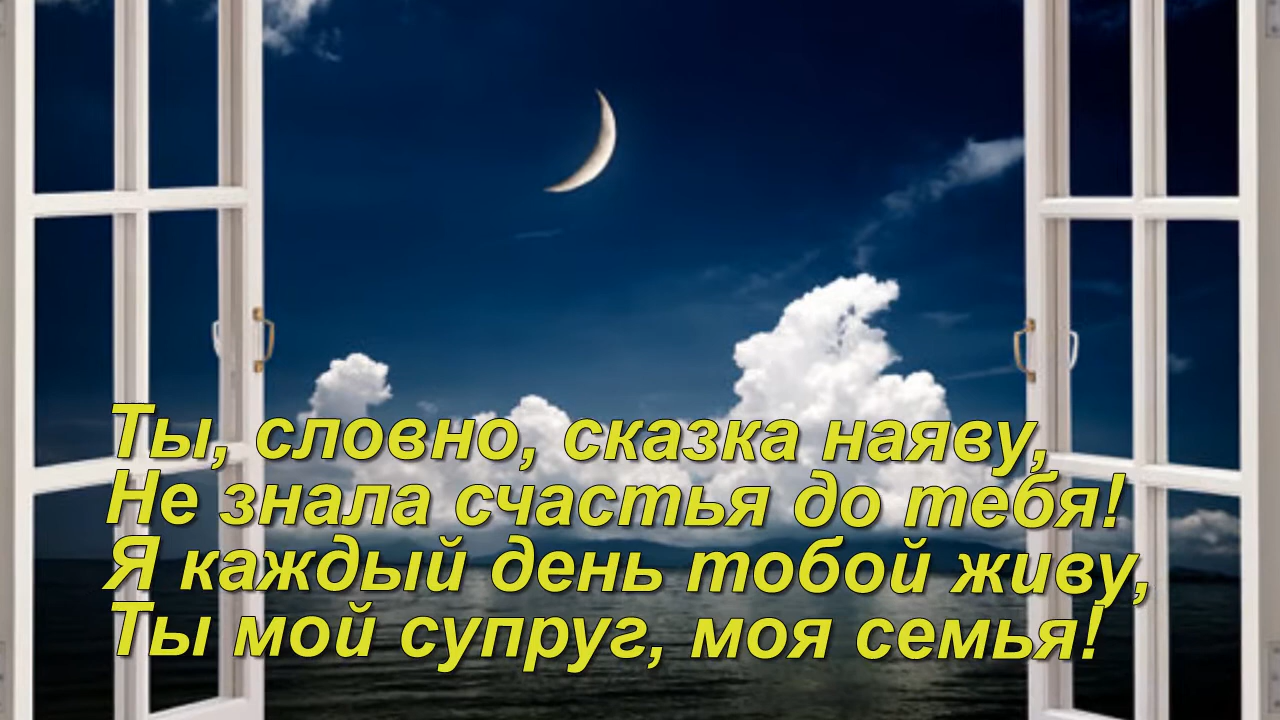 Ты, словно, сказка наяву,
Не знала счастья до тебя!
Я каждый день тобой живу,
Ты мой супруг, моя семья!